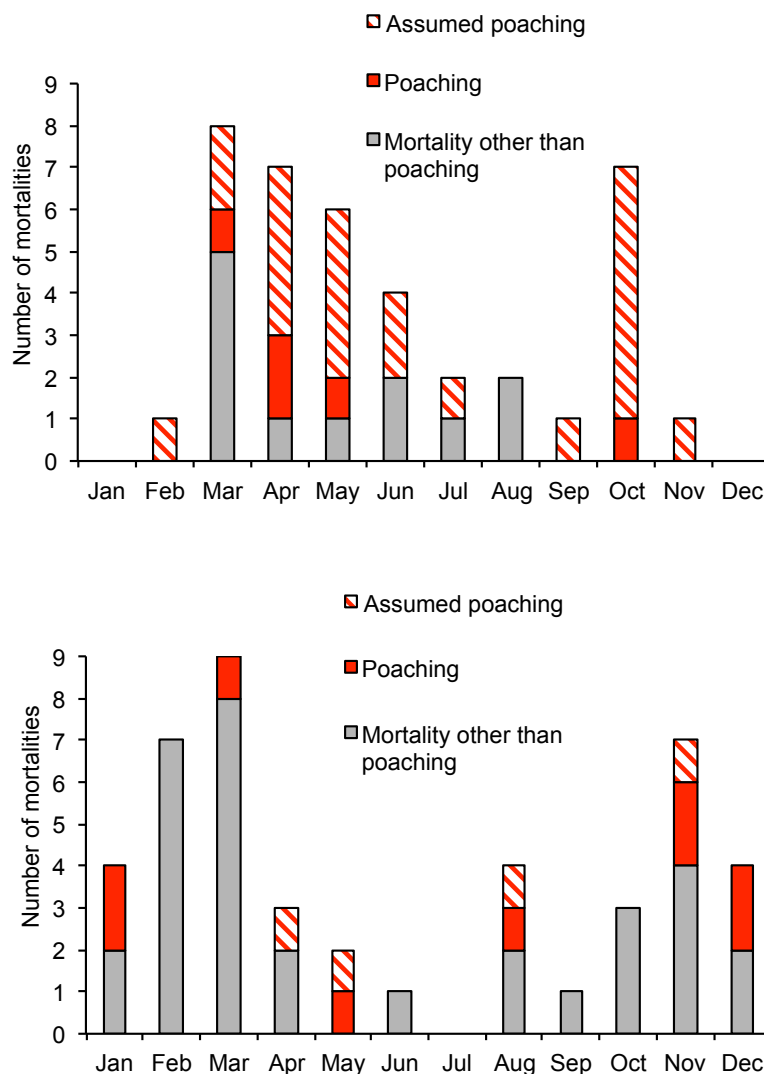 Assumed poaching
Poaching
Mortality other than
poaching
Number of mortalities
9
8
7
6
5
4
3
2
1
0
Jan Feb Mar Apr May Jun Jul Aug Sep Oct Nov Dec
Assumed poaching
Poaching
Mortality other than
poaching
Number of mortalities
9
8
7
6
5
4
3
2
1
0
Jan Feb Mar Apr May Jun Jul Aug Sep Oct Nov Dec